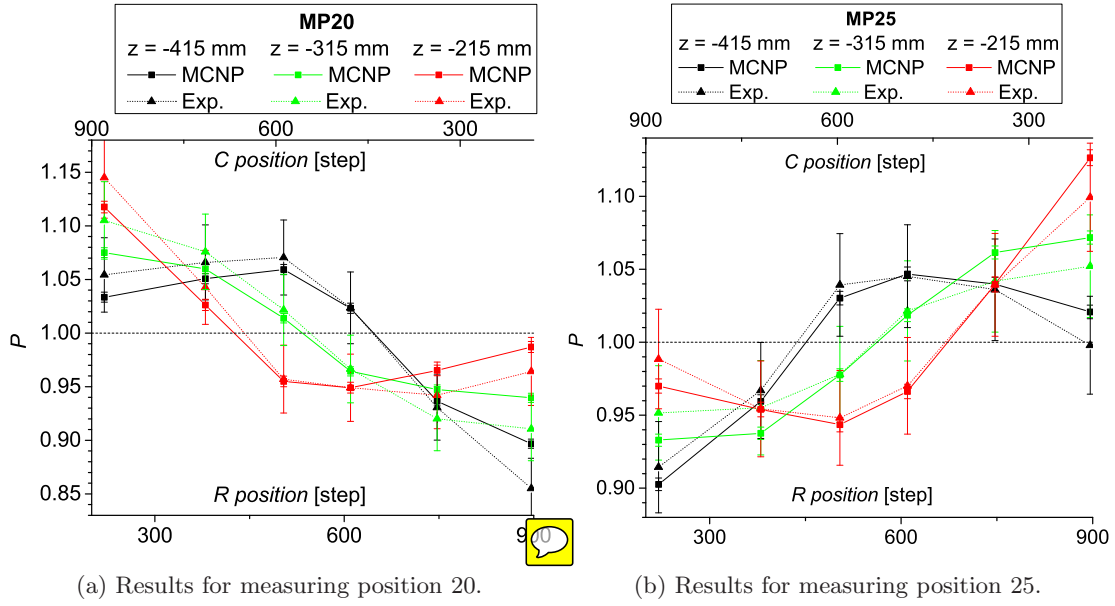 MP20
z = -415 mm z = -315 mm z = -215 mm
MCNP MCNP MCNP
Exp. Exp. Exp.
900 600 300
C position [step]
1.15
1.10
1.05
1.00
0.95
0.90
0.85
P
R position [step]
300 600 900
(a) Results for measuring position 20.
MP25
z = -415 mm z = -315 mm z = -215 mm
MCNP MCNP MCNP
Exp. Exp. Exp.
900 600 300
C position [step]
1.10
1.05
1.00
0.95
0.90
P
R position [step]
300 600 900
(b) Results for measuring position 25.